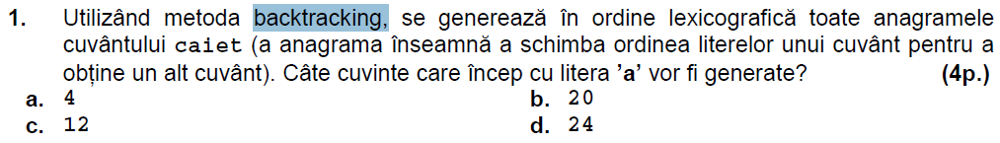 1. Utilizând metoda backtracking, se generează în ordine lexicografică toate anagramele
cuvântului caiet (a anagrama înseamnă a schimba ordinea literelor unui cuvânt pentru a
obține un alt cuvânt). Câte cuvinte care încep cu litera ’a’ vor fi generate? (4p.)
a. 4 b. 20
c. 12 d. 24